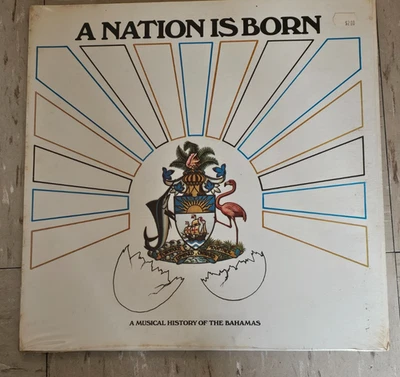 A NATION IS BORN
A MUSICAL HISTORY OF THE BAHAMAS